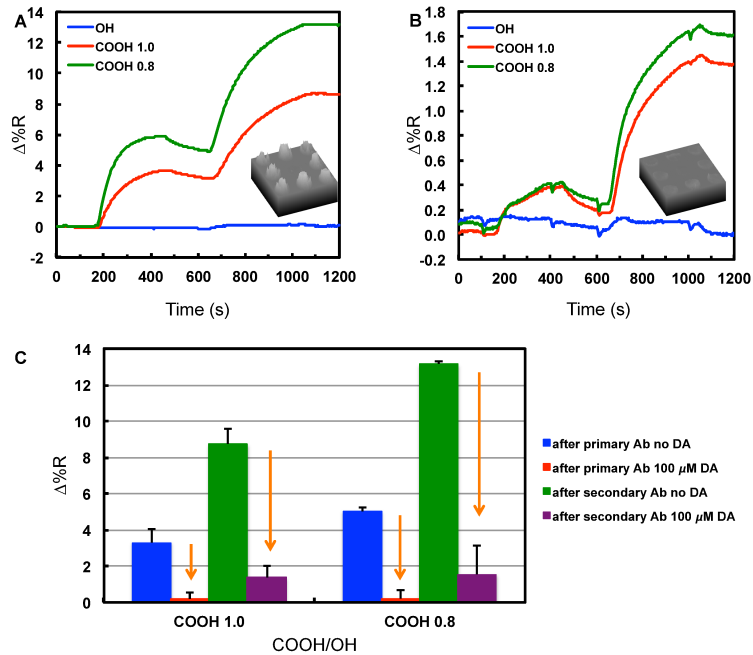 A
B
14
12
10
8
6
4
2
0
-2
Δ%R
OH
COOH 1.0
COOH 0.8
0 200 400 600 800 1000 1200
Time (s)
1.8
1.6
1.4
1.2
1.0
0.8
0.6
0.4
0.2
0.0
-0.2
Δ%R
OH
COOH 1.0
COOH 0.8
0 200 400 600 800 1000 1200
Time (s)
C
14
12
10
8
6
4
2
0
Δ%R
COOH 1.0 COOH 0.8
COOH/OH
after primary Ab no DA
after primary Ab 100 μM DA
after secondary Ab no DA
after secondary Ab 100 μM DA